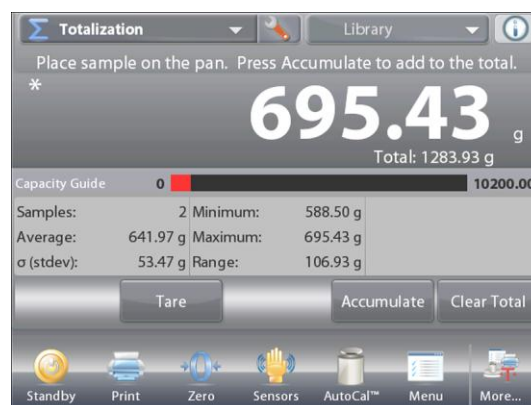 Σ Totalization Library
Place sample on the pan. Press Accumulate to add to the total.
*
695.43 g
Total: 1283.93 g
Capacity Guide 0 10200.00
Samples: 2 Minimum: 588.50 g
Average: 641.97 g Maximum: 695.43 g
σ (stdev): 53.47 g Range: 106.93 g
Tare Accumulate Clear Total
Standby Print Zero Sensors AutoCal™ Menu More...